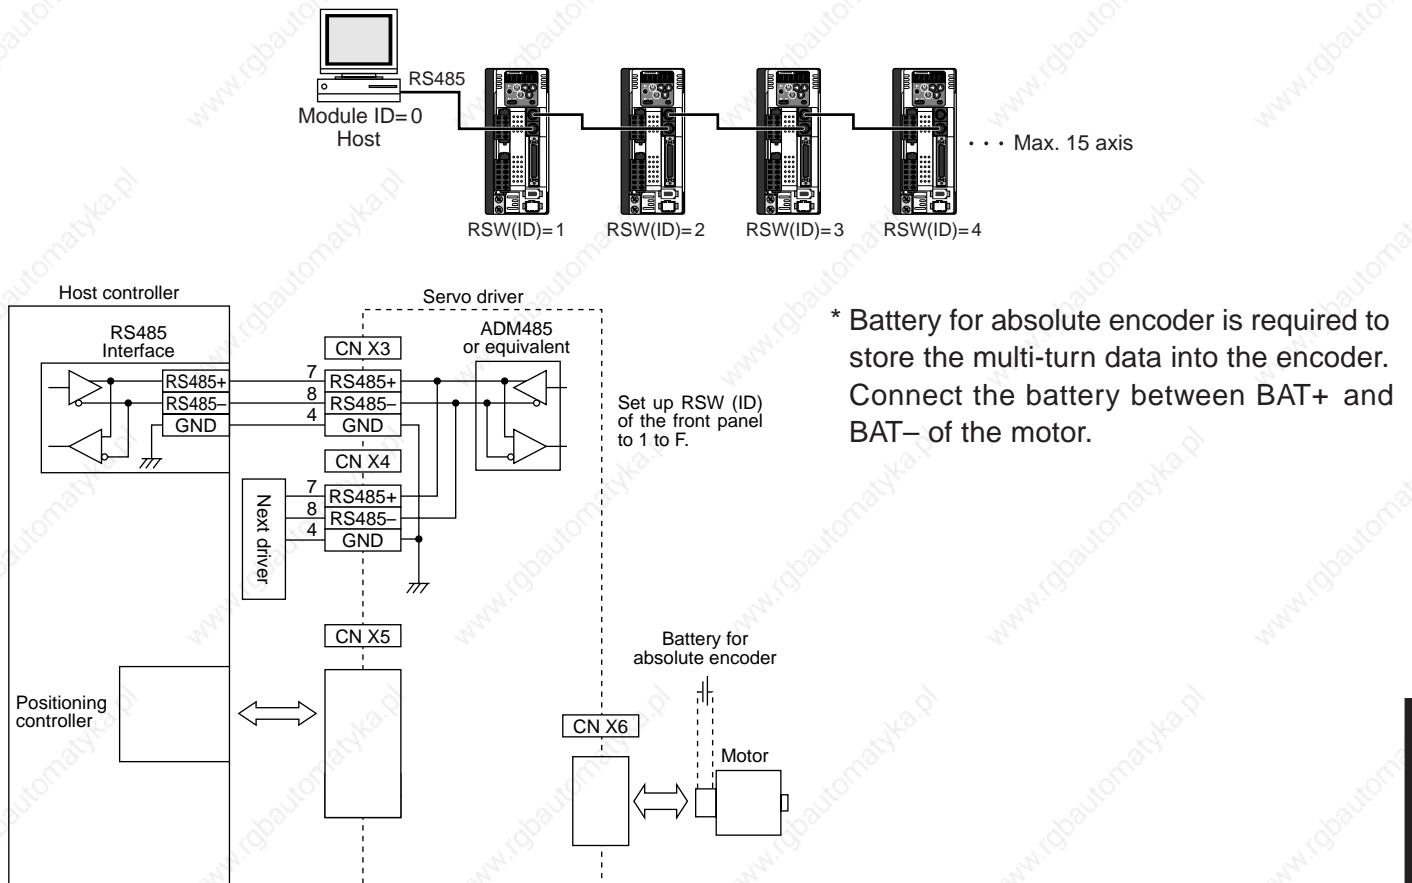 RS485
Module ID=0
Host
· · · Max. 15 axis
RSW(ID)=1
RSW(ID)=2
RSW(ID)=3
RSW(ID)=4
Host controller
RS485
Interface
RS485+
RS485–
GND
Servo driver
CN X3
7
8
4
RS485+
RS485–
GND
ADM485
or equivalent
CN X4
7
8
4
RS485+
RS485–
GND
Next driver
Set up RSW (ID)
of the front panel
to 1 to F.
* Battery for absolute encoder is required to
store the multi-turn data into the encoder.
Connect the battery between BAT+ and
BAT– of the motor.
CN X5
Positioning
controller
Battery for
absolute encoder
CN X6
Motor
www.rgbautomatyka.pl